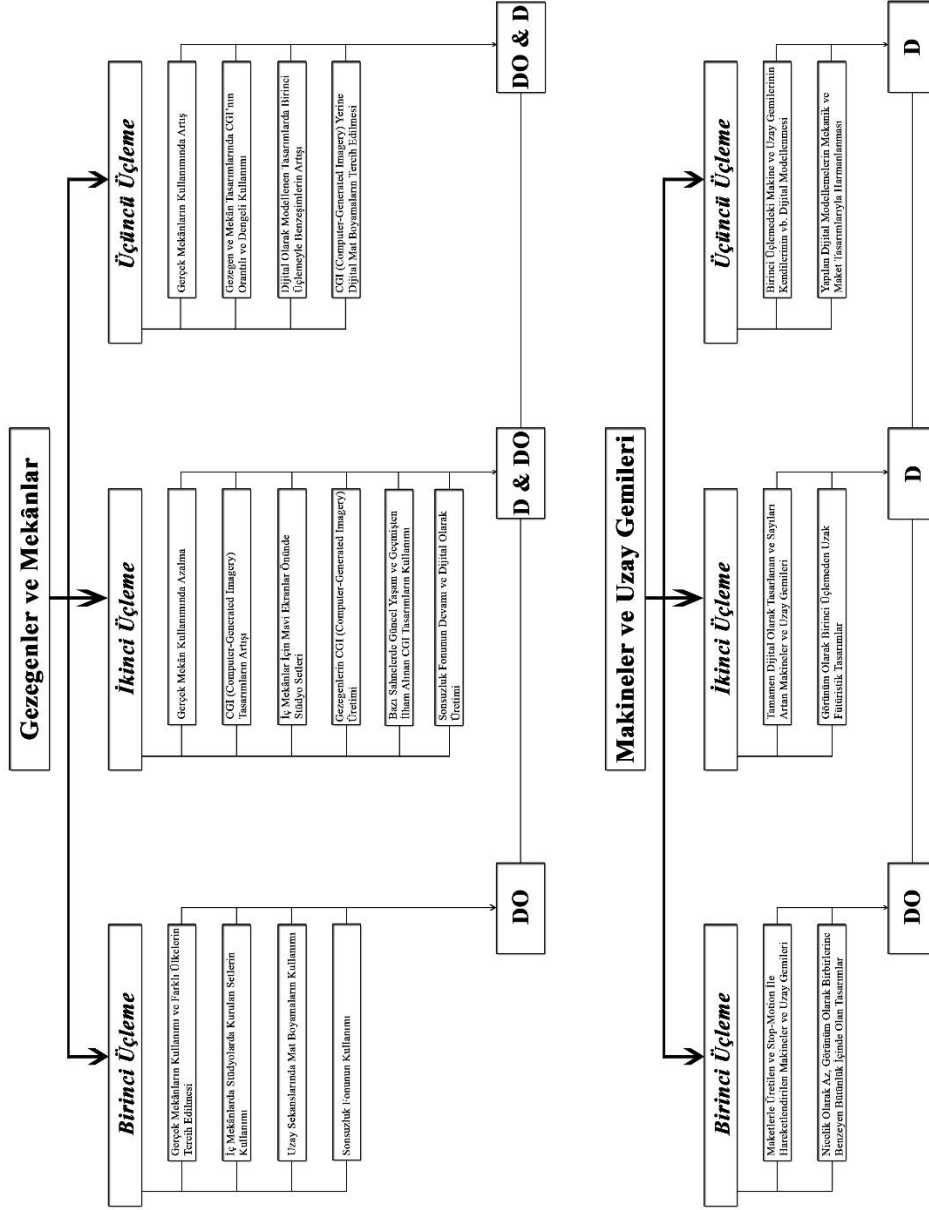 Gezegenler ve Mekânlar
Birinci Üçleme
Gerçek Mekânların Kullanımı ve Farklı Ülkelerin
Tercih Edilmesi
İç Mekânlarda Stüdyolarda Kurulan Setlerin
Kullanımı
Uzay Sekanslarında Mat Boyamaların Kullanımı
Sonsuzluk Fonunun Kullanımı
DO
İkinci Üçleme
Gerçek Mekân Kullanımında Azalma
CGI (Computer-Generated Imagery)
Tasarımların Artışı
İç Mekânlar İçin Mavi Ekranlar Önünde
Stüdyo Setleri
Gezegenlerin CGI (Computer-Generated Imagery)
Üretimi
Bazı Sahnelerde Güncel Yaşam ve Geçmişten
İlham Alınan CGI Tasarımların Kullanımı
Sonsuzluk Fonunun Devamı ve Dijital Olarak
Üretimi
D & DO
Üçüncü Üçleme
Gerçek Mekânların Kullanımında Artış
Gezegen ve Mekân Tasarımlarında CGI'nın
Orantılı ve Dengeli Kullanımı
Dijital Olarak Modellenen Tasarımlarda Birinci
Üçlemeyle Benzeşimlerin Artışı
CGI (Computer-Generated Imagery) Yerine
Dijital Mat Boyamaların Tercih Edilmesi
DO & D
Makineler ve Uzay Gemileri
Birinci Üçleme
Maketlerle Üretilen ve Stop-Motion İle
Hareketlendirilen Makineler ve Uzay Gemileri
Nicelik Olarak Az, Görünüm Olarak Birbirlerine
Benzeyen Bütünlük İçinde Olan Tasarımlar
DO
İkinci Üçleme
Tamamen Dijital Olarak Tasarlanan ve Sayıları
Artan Makineler ve Uzay Gemileri
Görünüm Olarak Birinci Üçlemeden Uzak
Fütüristik Tasarımlar
D
Üçüncü Üçleme
Birinci Üçlemedeki Makine ve Uzay Gemilerinin
Kendilerinin vb. Dijital Modellenmesi
Yapılan Dijital Modellemelerin Mekanik ve
Maket Tasarımlarıyla Harmanlanması
D